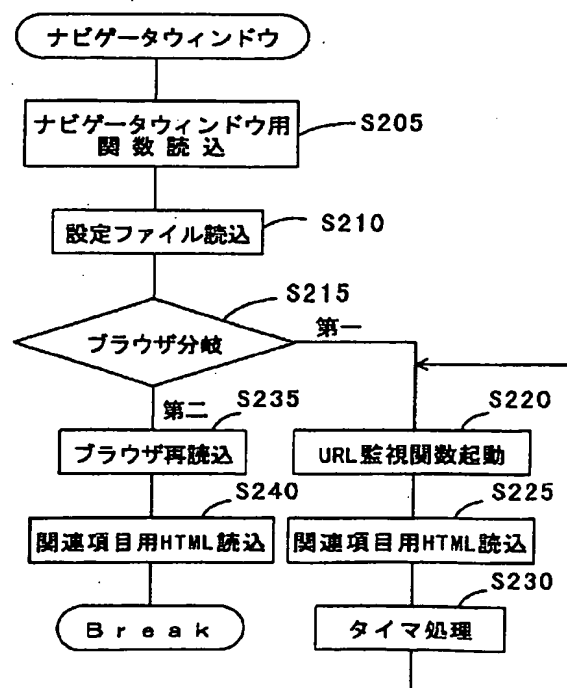 ナビゲータウィンドウ
ナビゲータウィンドウ用
関数読込
S205
設定ファイル読込
S210
S215
ブラウザ分岐
第一
第二
S235
ブラウザ再読込
S240
関連項目用HTML読込
Break
S220
URL監視関数起動
S225
関連項目用HTML読込
S230
タイマ処理